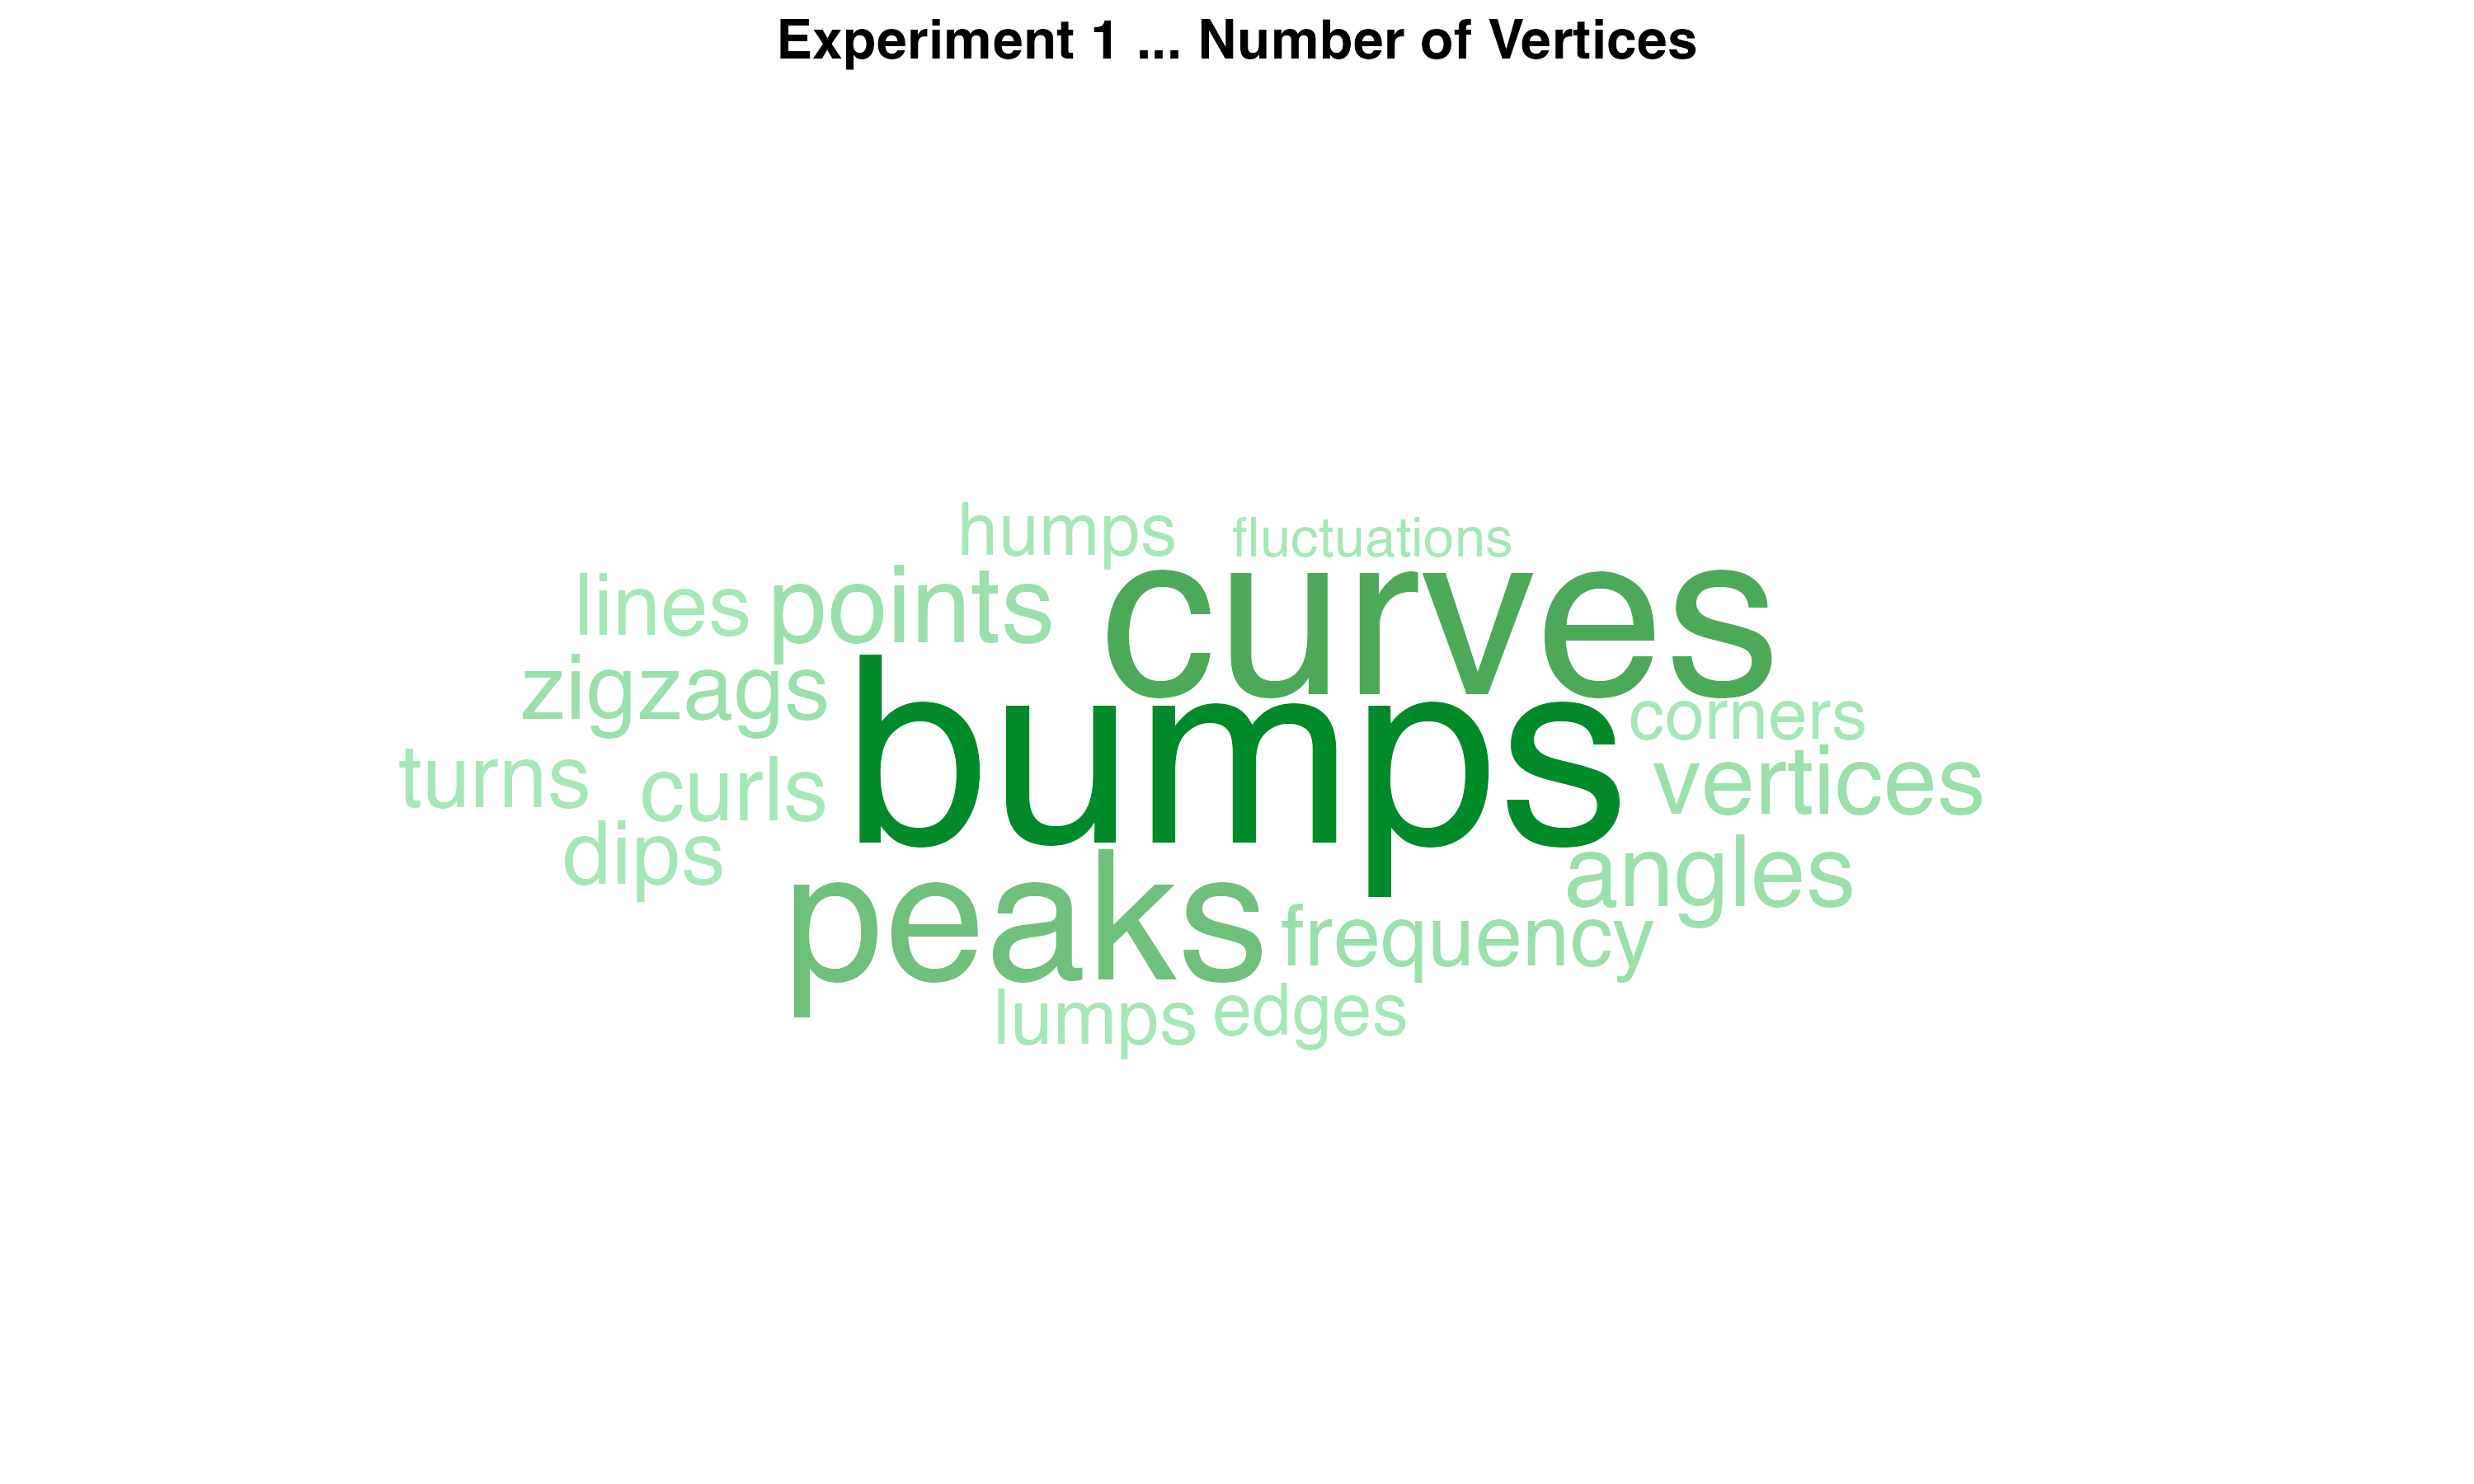 Experiment 1 ... Number of Vertices
humps fluctuations
lines points curves
zigzags bumps corners
turns curls vertices
dips angles
peaks frequency
lumps edges